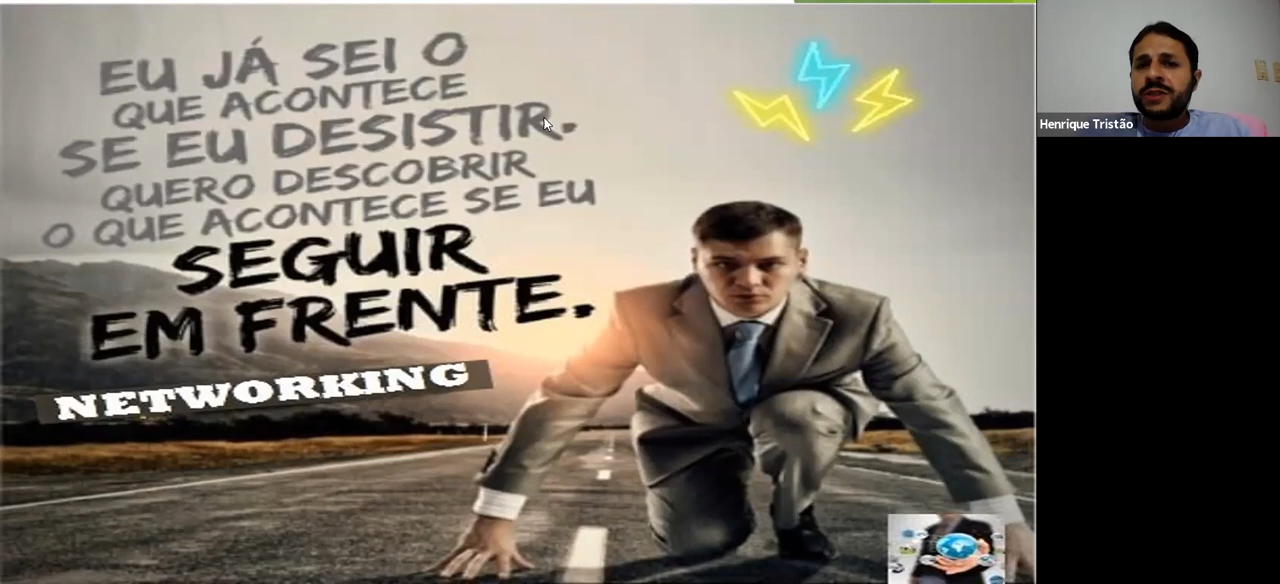 EU JÁ SEI O
QUE ACONTECE
SE EU DESISTIR.
QUERO DESCOBRIR
O QUE ACONTECE SE EU
SEGUIR
EM FRENTE.
NETWORKING
Henrique Tristão